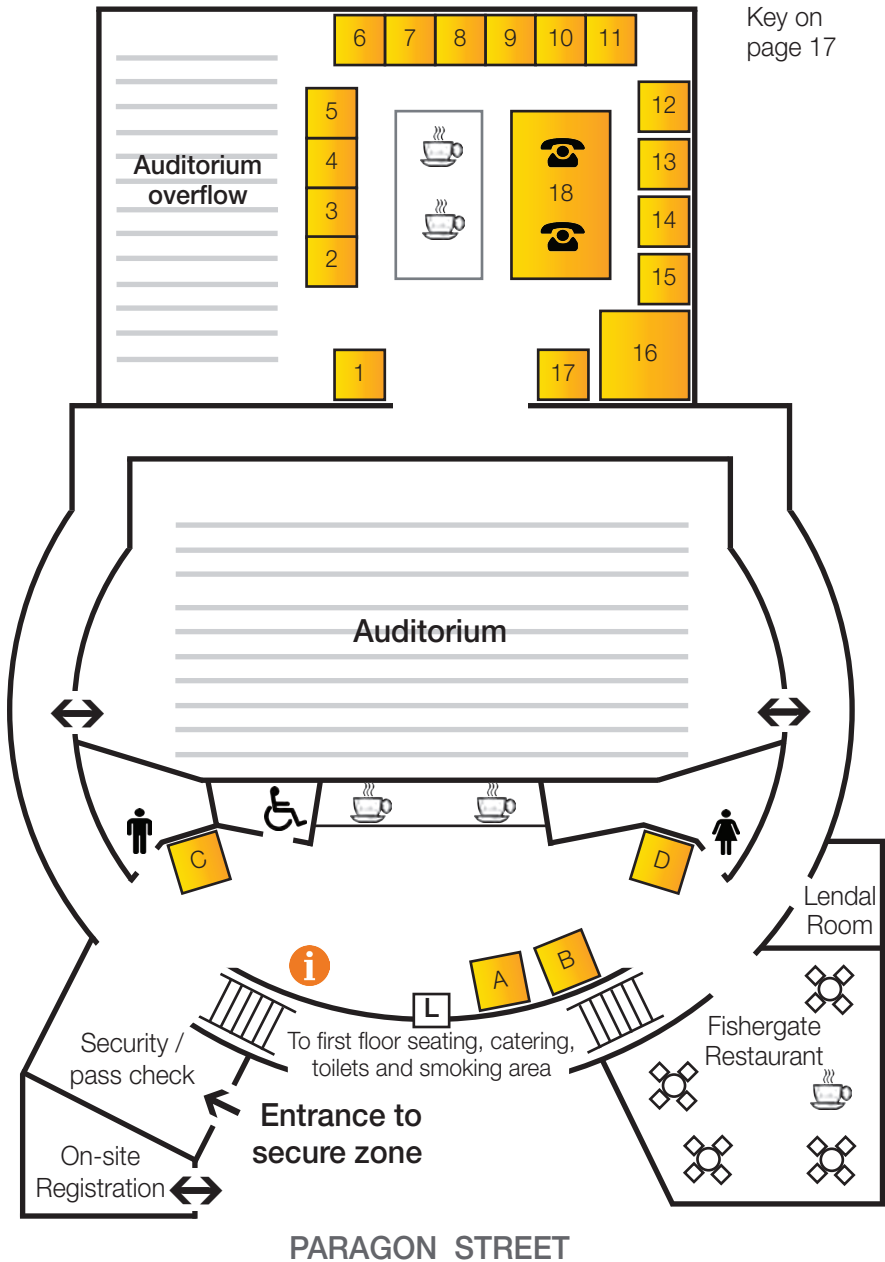 Key on
page 17
6 7 8 9 10 11
12
5
13
4
Auditorium
overflow
18
3
14
2
15
16
1
17
Auditorium
C
D
Lendal
Room
i
A
B
L
To first floor seating, catering,
toilets and smoking area
Fishergate
Restaurant
Security /
pass check
Entrance to
secure zone
On-site
Registration
PARAGON STREET